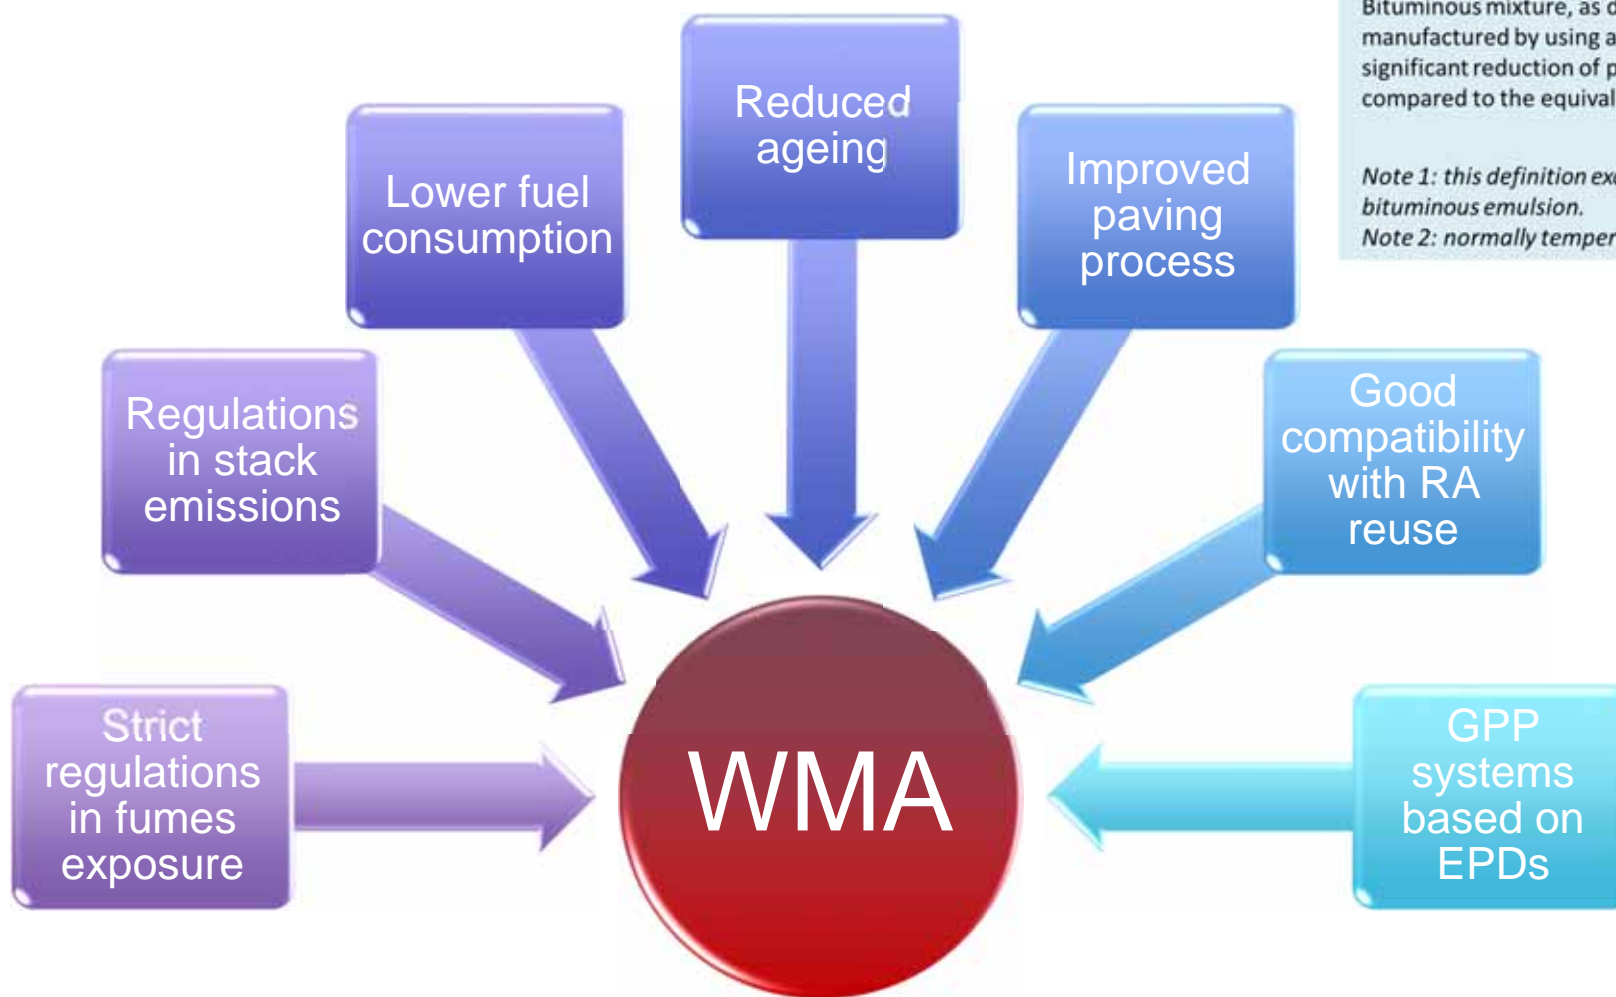 Bituminous mixture, as
manufactured by using a
significant reduction of
compared to the
Note 1: this definition
bituminous emulsion.
Note 2: normally
Reduced
ageing
Lower fuel
consumption
Improved
paving
process
Regulations
in stack
emissions
Good
compatibility
with RA
reuse
Strict
regulations
in fumes
exposure
WMA
GPP
systems
based on
EPDs